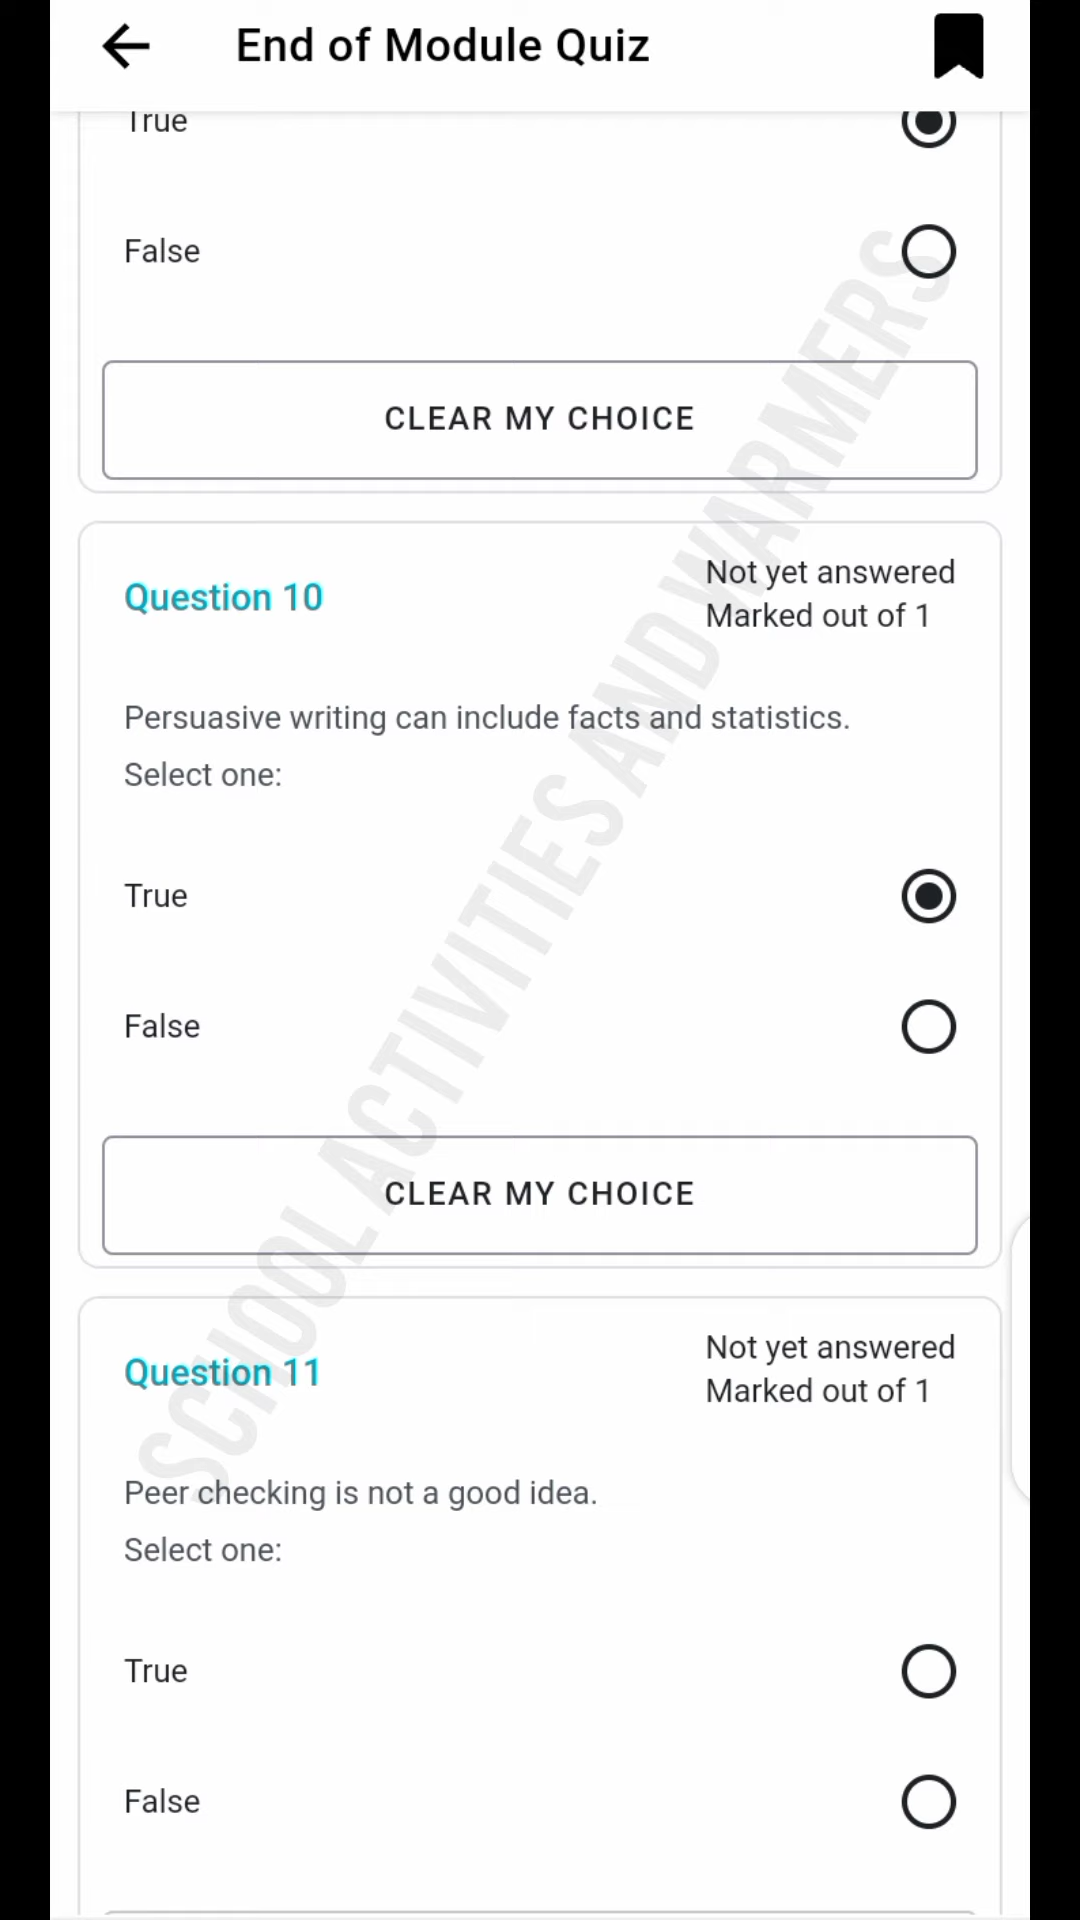 End of Module Quiz
True
False
CLEAR MY CHOICE
Question 10
Not yet answered
Marked out of 1
Persuasive writing can include facts and statistics.
Select one:
True
False
CLEAR MY CHOICE
Question 11
Not yet answered
Marked out of 1
Peer checking is not a good idea.
Select one:
True
False
SCHOOL ACTIVITIES AND WARMERS